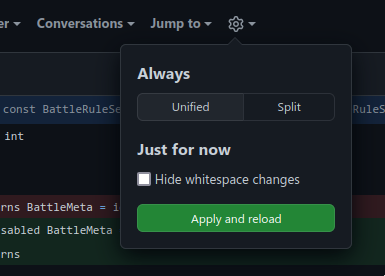 er Conversations Jump to
Always
const BattleRuleSe RuleS
Unified Split
int
Just for now
Hide whitespace changes
rns BattleMeta = i
Apply and reload
sabled BattleMeta
rns